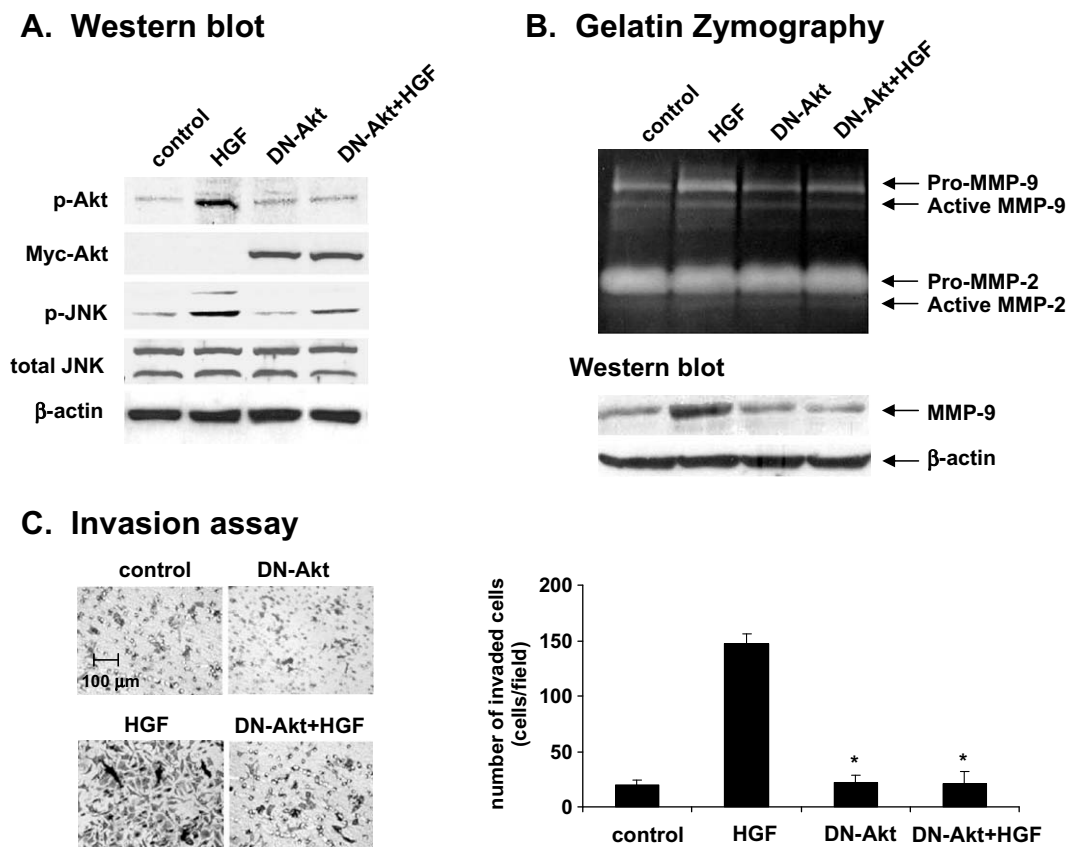 A. Western blot
control
HGF
DN-Akt
DN-Akt+HGF
p-Akt
Myc-Akt
p-JNK
total JNK
β-actin
B. Gelatin Zymography
control
HGF
DN-Akt
DN-Akt+HGF
Pro-MMP-9
Active MMP-9
Pro-MMP-2
Active MMP-2
Western blot
MMP-9
β-actin
C. Invasion assay
control
DN-Akt
100 μm
HGF
DN-Akt+HGF
number of invaded cells
(cells/field)
200
150
100
50
0
* *
control HGF DN-Akt DN-Akt+HGF